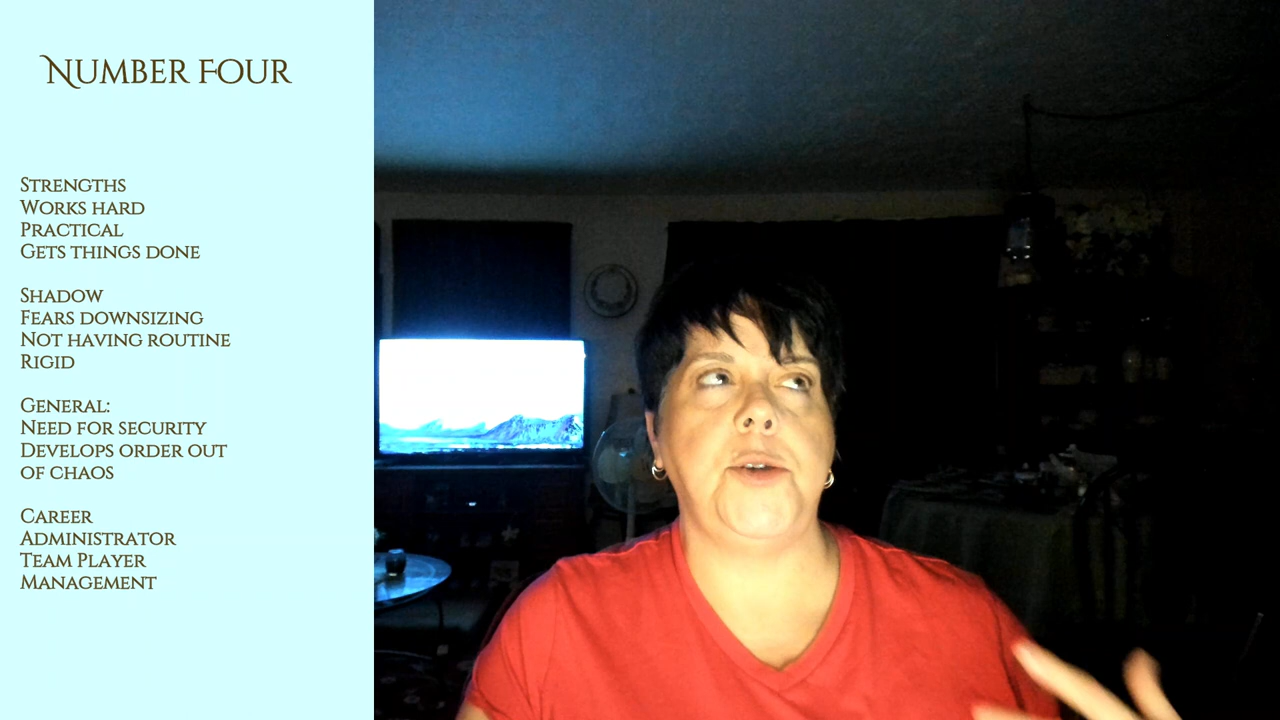 Number Four
Strengths
Works hard
Practical
Gets things done
Shadow
Fears downsizing
Not having routine
Rigid
General:
Need for security
Develops order out
of chaos
Career
Administrator
Team Player
Management